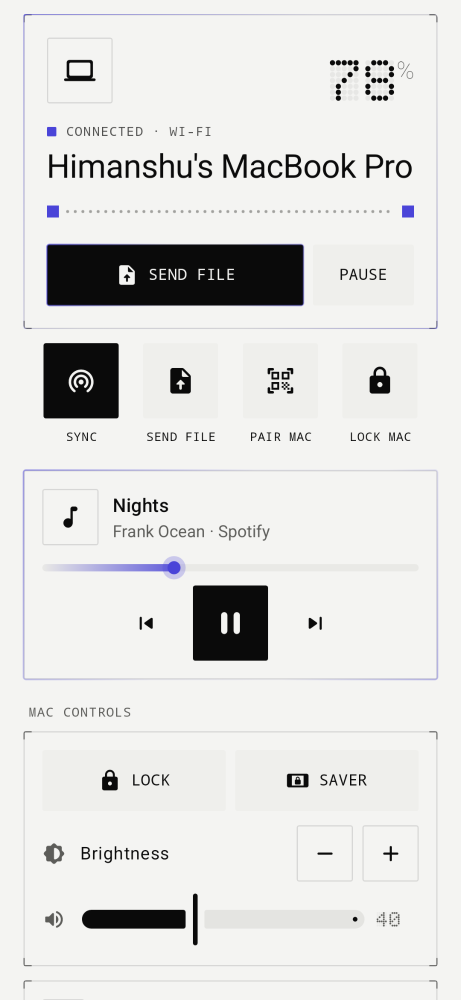 78%
CONNECTED · WI-FI
Himanshu's MacBook Pro
SEND FILE
PAUSE
SYNC
SEND FILE
PAIR MAC
LOCK MAC
Nights
Frank Ocean · Spotify
MAC CONTROLS
LOCK
SAVER
Brightness
40